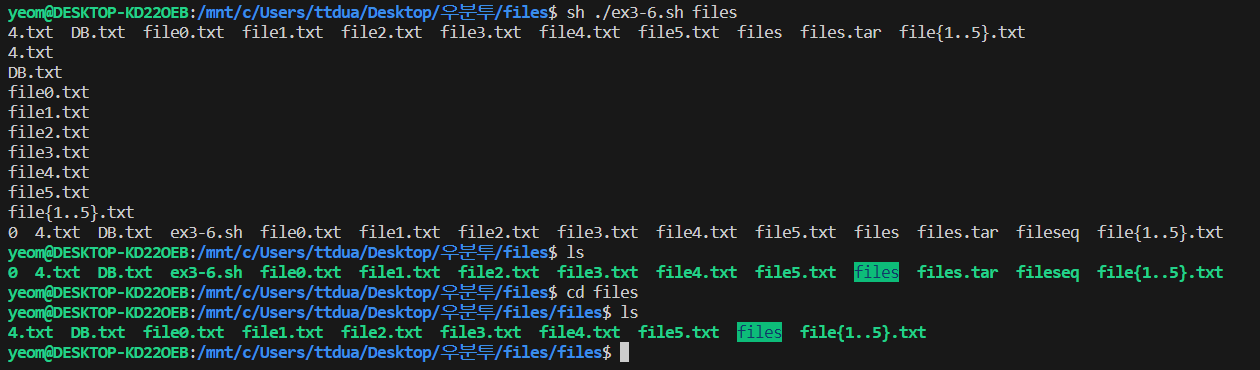 yeom@DESKTOP-KD22OEB:/mnt/c/Users/ttdua/Desktop/우분투/files$ sh ./ex3-6.sh files
4.txt  DB.txt  file0.txt  file1.txt  file2.txt  file3.txt  file4.txt  file5.txt  files  files.tar  file{1..5}.txt
4.txt
DB.txt
file0.txt
file1.txt
file2.txt
file3.txt
file4.txt
file5.txt
file{1..5}.txt
0  4.txt  DB.txt  ex3-6.sh  file0.txt  file1.txt  file2.txt  file3.txt  file4.txt  file5.txt  files  files.tar  fileseq  file{1..5}.txt
yeom@DESKTOP-KD22OEB:/mnt/c/Users/ttdua/Desktop/우분투/files$ ls
0  4.txt  DB.txt  ex3-6.sh  file0.txt  file1.txt  file2.txt  file3.txt  file4.txt  file5.txt  files  files.tar  fileseq  file{1..5}.txt
yeom@DESKTOP-KD22OEB:/mnt/c/Users/ttdua/Desktop/우분투/files$ cd files
yeom@DESKTOP-KD22OEB:/mnt/c/Users/ttdua/Desktop/우분투/files/files$ ls
4.txt  DB.txt  file0.txt  file1.txt  file2.txt  file3.txt  file4.txt  file5.txt  files  file{1..5}.txt
yeom@DESKTOP-KD22OEB:/mnt/c/Users/ttdua/Desktop/우분투/files/files$